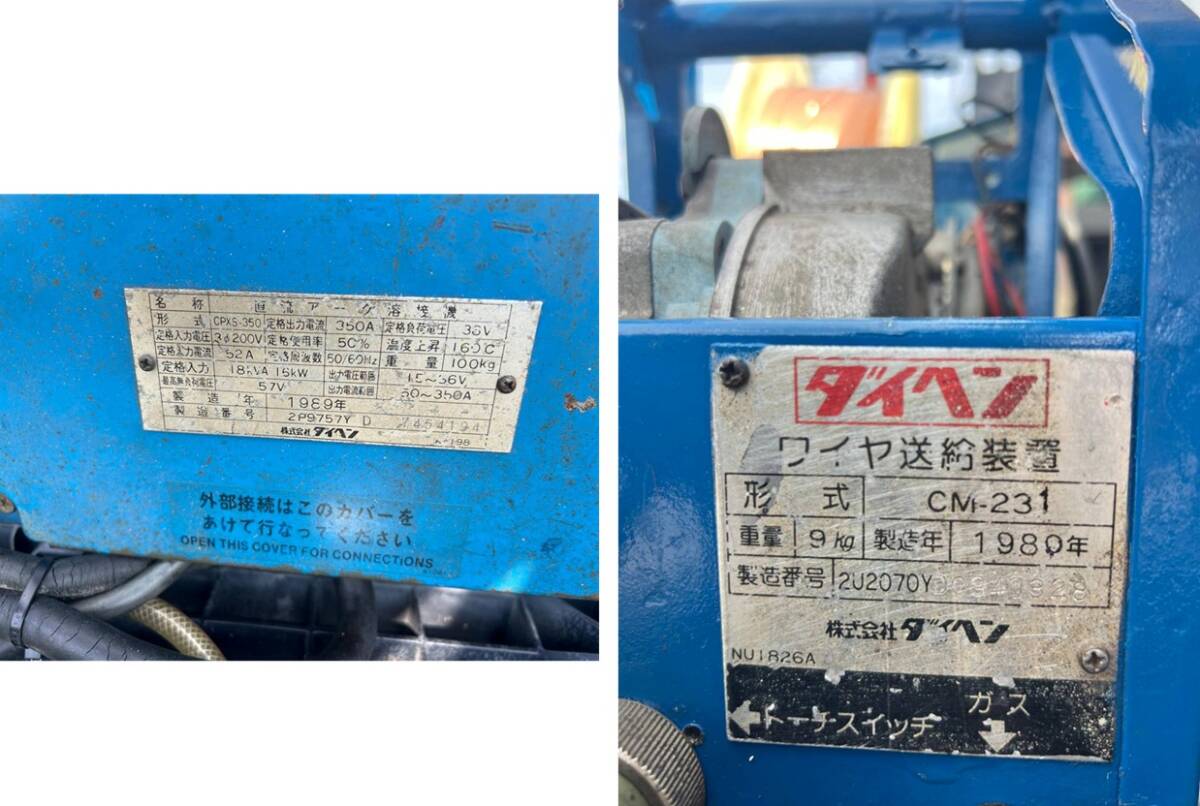 名称 直流アーク溶接機
形式 CPXS-350 定格出力電流 350A 定格負荷電圧 36V
定格入力電圧 3φ200V 定格使用率 50% 温度上昇 160℃
定格入力電流 52A 定格周波数 50/60Hz 重量 100kg
定格入力 18kVA 16kW 出力電圧範囲 15~36V
最高無負荷電圧 57V 出力電流範囲 50~350A
製造年 1989年
製造番号 2P9757Y D 7454194
株式会社ダイヘン
外部接続はこのカバーを
あけて行なってください
OPEN THIS COVER FOR CONNECTIONS
ダイヘン
ワイヤ送給装置
形式 CM-231
重量 9kg 製造年 1989年
製造番号 2U2070Y
株式会社ダイヘン
NU1826A
ガス
トーチスイッチ